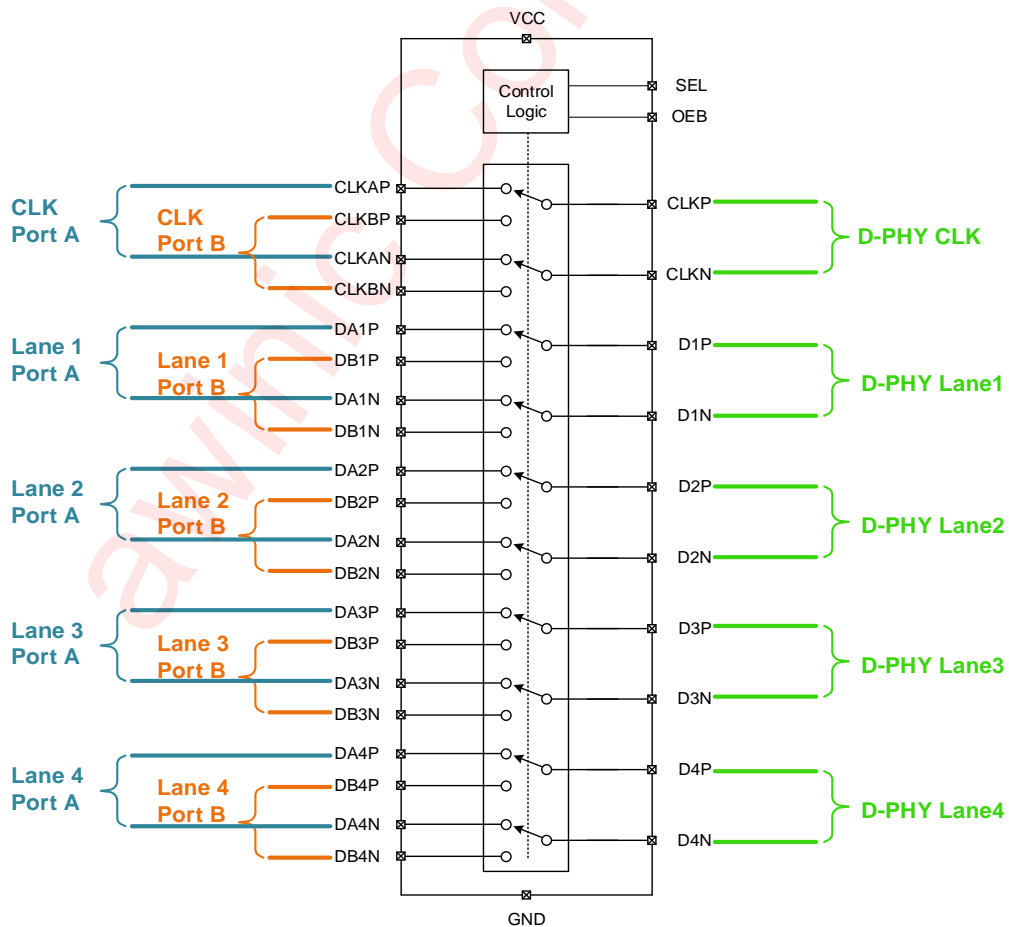 VCC
Control
Logic
SEL
OEB
CLK
Port A
CLK
Port B
CLKAP
CLKBP
CLKAN
CLKBN
CLKP
CLKN
D-PHY CLK
Lane 1
Port A
Lane 1
Port B
DA1P
DB1P
DA1N
DB1N
D1P
D1N
D-PHY Lane1
Lane 2
Port A
Lane 2
Port B
DA2P
DB2P
DA2N
DB2N
D2P
D2N
D-PHY Lane2
Lane 3
Port A
Lane 3
Port B
DA3P
DB3P
DA3N
DB3N
D3P
D3N
D-PHY Lane3
Lane 4
Port A
Lane 4
Port B
DA4P
DB4P
DA4N
DB4N
D4P
D4N
D-PHY Lane4
GND
awinic Co